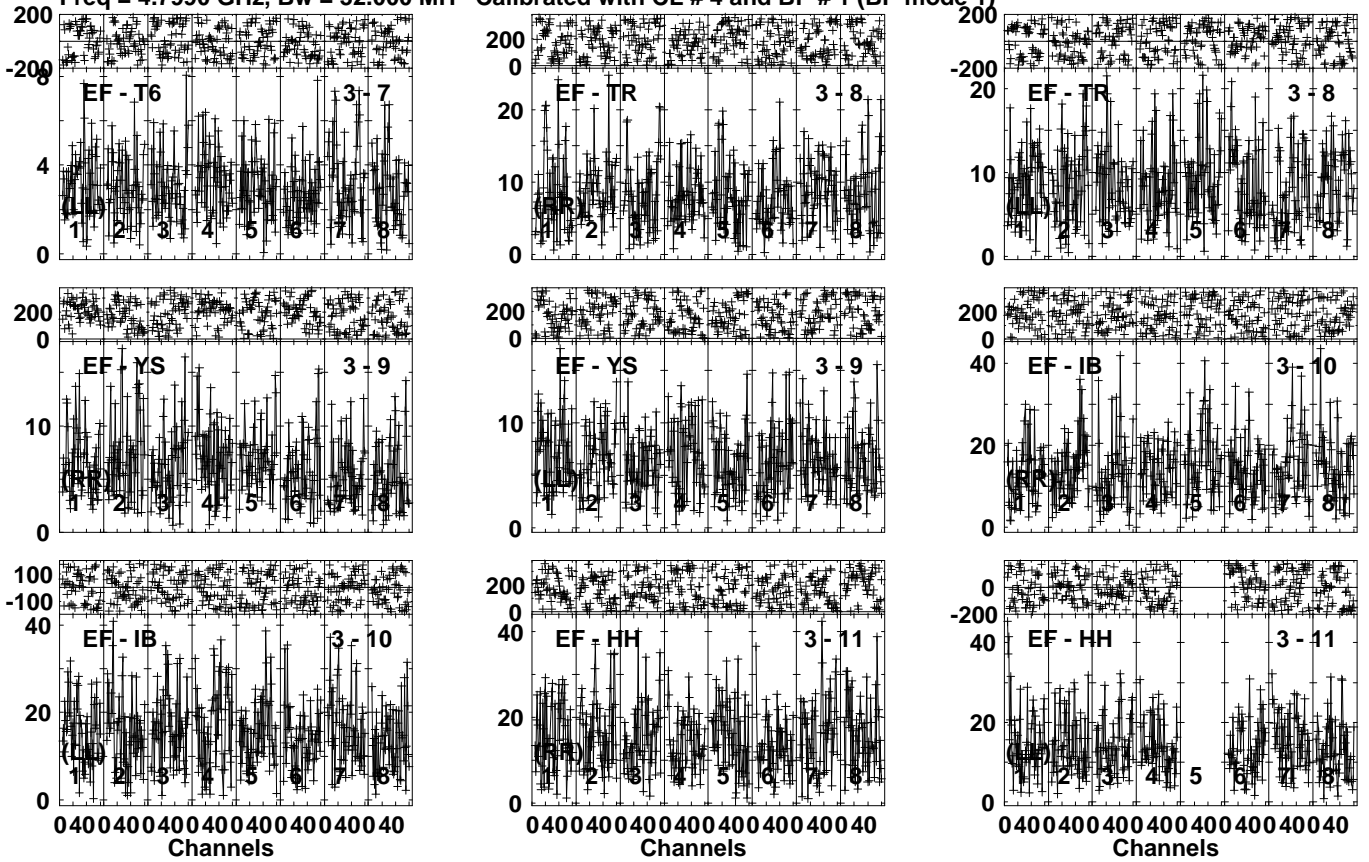 Freq = 4.7990 GHz, Bw = 32.000 MH Calibrated with CL # 4 and BP # 1 (BP mode 1)
200
-200
8
4
0
EF - T6 3 - 7
(LL)
1 2 3 4 5 6 7 8
200
0
20
10
0
EF - TR 3 - 8
(RR)
1 2 3 4 5 6 7 8
200
-200
20
10
0
EF - TR 3 - 8
(LL)
1 2 3 4 5 6 7 8
200
0
10
0
EF - YS 3 - 9
(RR)
1 2 3 4 5 6 7 8
200
0
10
0
EF - YS 3 - 9
(LL)
1 2 3 4 5 6 7 8
200
0
40
20
0
EF - IB 3 - 10
(RR)
1 2 3 4 5 6 7 8
100
-100
40
20
0
EF - IB 3 - 10
(LL)
1 2 3 4 5 6 7 8
0 40 0 40 0 40 0 40 0 40 0 40 0 40 0 40
Channels
200
0
40
20
0
EF - HH 3 - 11
(RR)
1 2 3 4 5 6 7 8
0 40 0 40 0 40 0 40 0 40 0 40 0 40 0 40
Channels
0
-200
40
20
0
EF - HH 3 - 11
(LL)
1 2 3 4 5 6 7 8
0 40 0 40 0 40 0 40 0 40 0 40 0 40 0 40
Channels